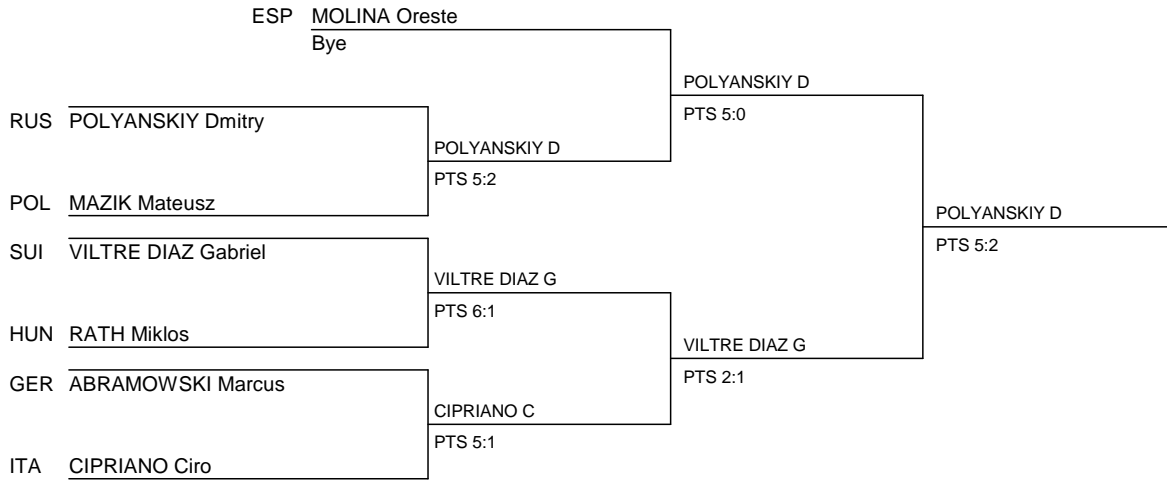 ESP MOLINA Oreste
Bye
POLYANSKIY D
PTS 5:0
RUS POLYANSKIY Dmitry
POLYANSKIY D
PTS 5:2
POL MAZIK Mateusz
POLYANSKIY D
PTS 5:2
SUI VILTRE DIAZ Gabriel
VILTRE DIAZ G
PTS 6:1
HUN RATH Miklos
VILTRE DIAZ G
PTS 2:1
GER ABRAMOWSKI Marcus
CIPRIANO C
PTS 5:1
ITA CIPRIANO Ciro